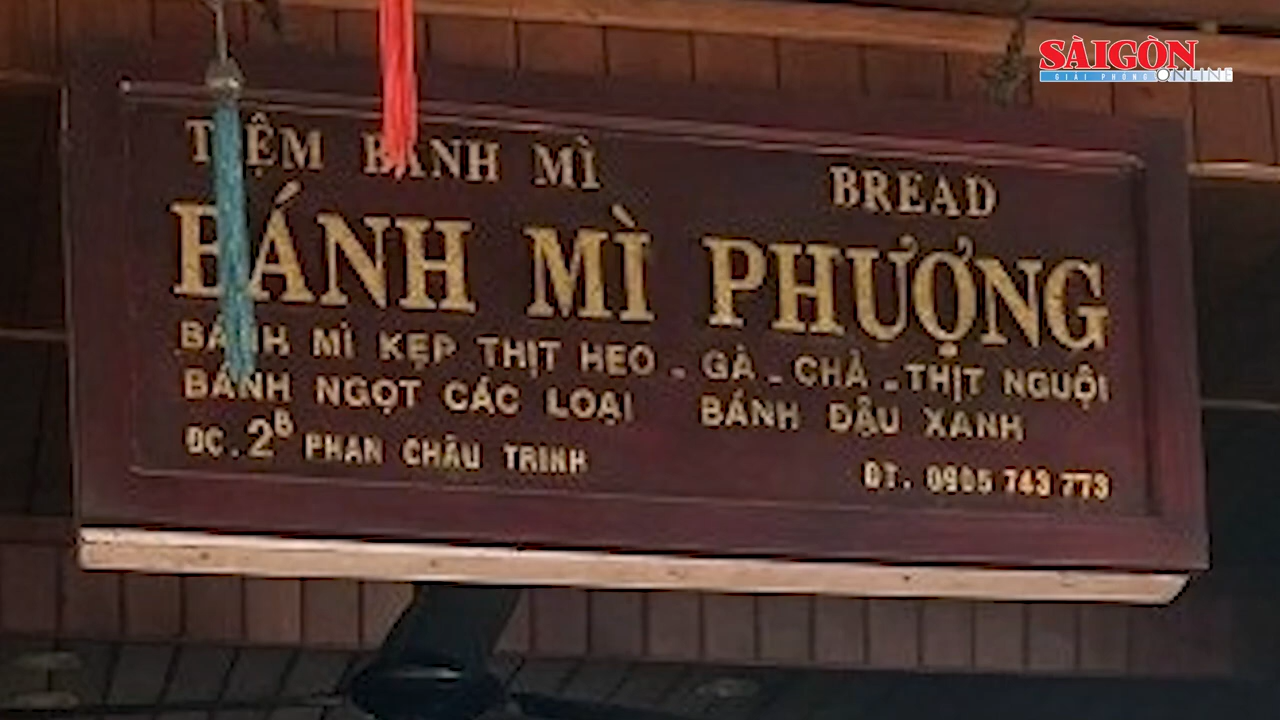 SÀIGÒN
GIẢI PHÓNG ONLINE
TIỆM BÁNH MÌ BREAD
BÁNH MÌ PHƯỢNG
BÁNH MÌ KẸP THỊT HEO - GÀ - CHẢ - THỊT NGUỘI
BÁNH NGỌT CÁC LOẠI BÁNH ĐẬU XANH
ĐC. 2B PHAN CHÂU TRINH ĐT. 0905 743 773